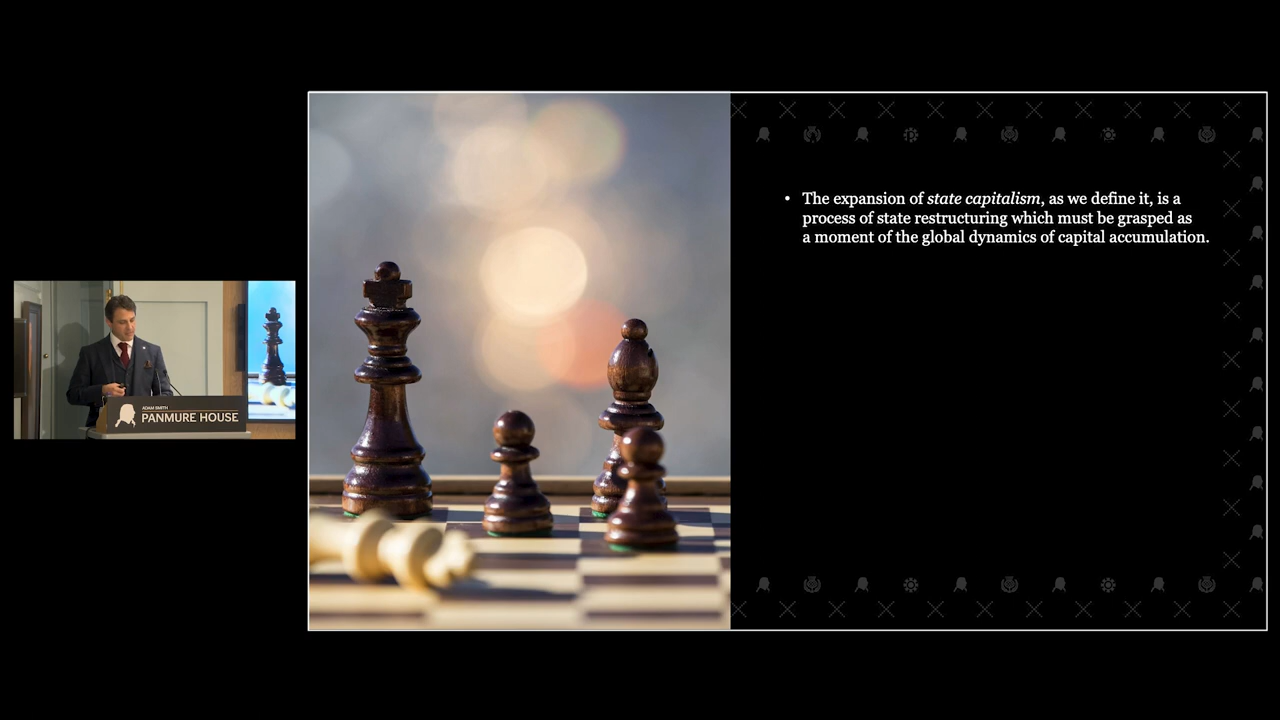 • The expansion of state capitalism, as we define it, is a
process of state restructuring which must be grasped as
a moment of the global dynamics of capital accumulation.
ADAM SMITH
PANMURE HOUSE